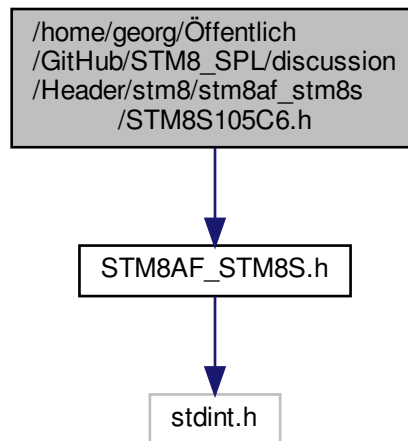 /home/georg/Öffentlich
/GitHub/STM8_SPL/discussion
/Header/stm8/stm8af_stm8s
/STM8S105C6.h
STM8AF_STM8S.h
stdint.h